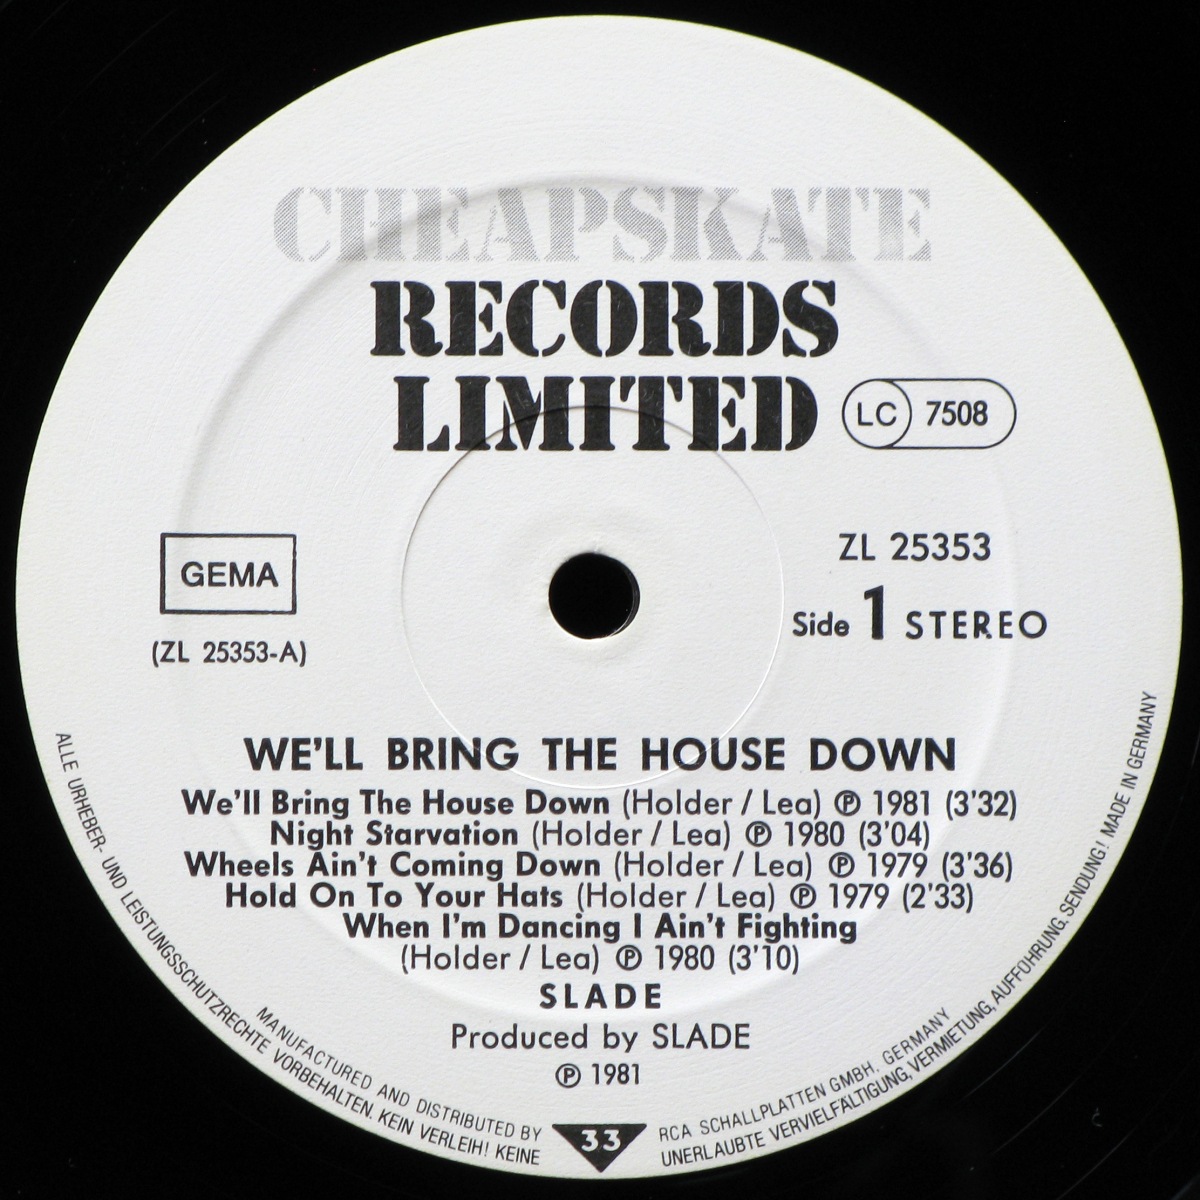 CHEAPSKATE
RECORDS
LIMITED
LC 7508
GEMA
(ZL 25353-A)
ZL 25353
Side 1 STEREO
WE'LL BRING THE HOUSE DOWN
We'll Bring The House Down (Holder / Lea) ℗ 1981 (3'32)
Night Starvation (Holder / Lea) ℗ 1980 (3'04)
Wheels Ain't Coming Down (Holder / Lea) ℗ 1979 (3'36)
Hold On To Your Hats (Holder / Lea) ℗ 1979 (2'33)
When I'm Dancing I Ain't Fighting
(Holder / Lea) ℗ 1980 (3'10)
SLADE
Produced by SLADE
℗ 1981
MANUFACTURED AND DISTRIBUTED BY RCA SCHALLPLATTEN GMBH. GERMANY
33
ALLE URHEBER- UND LEISTUNGSSCHUTZRECHTE VORBEHALTEN. KEIN VERLEIH! KEINE UNERLAUBTE VERVIELFÄLTIGUNG, VERMIETUNG, AUFFÜHRUNG, SENDUNG! MADE IN GERMANY